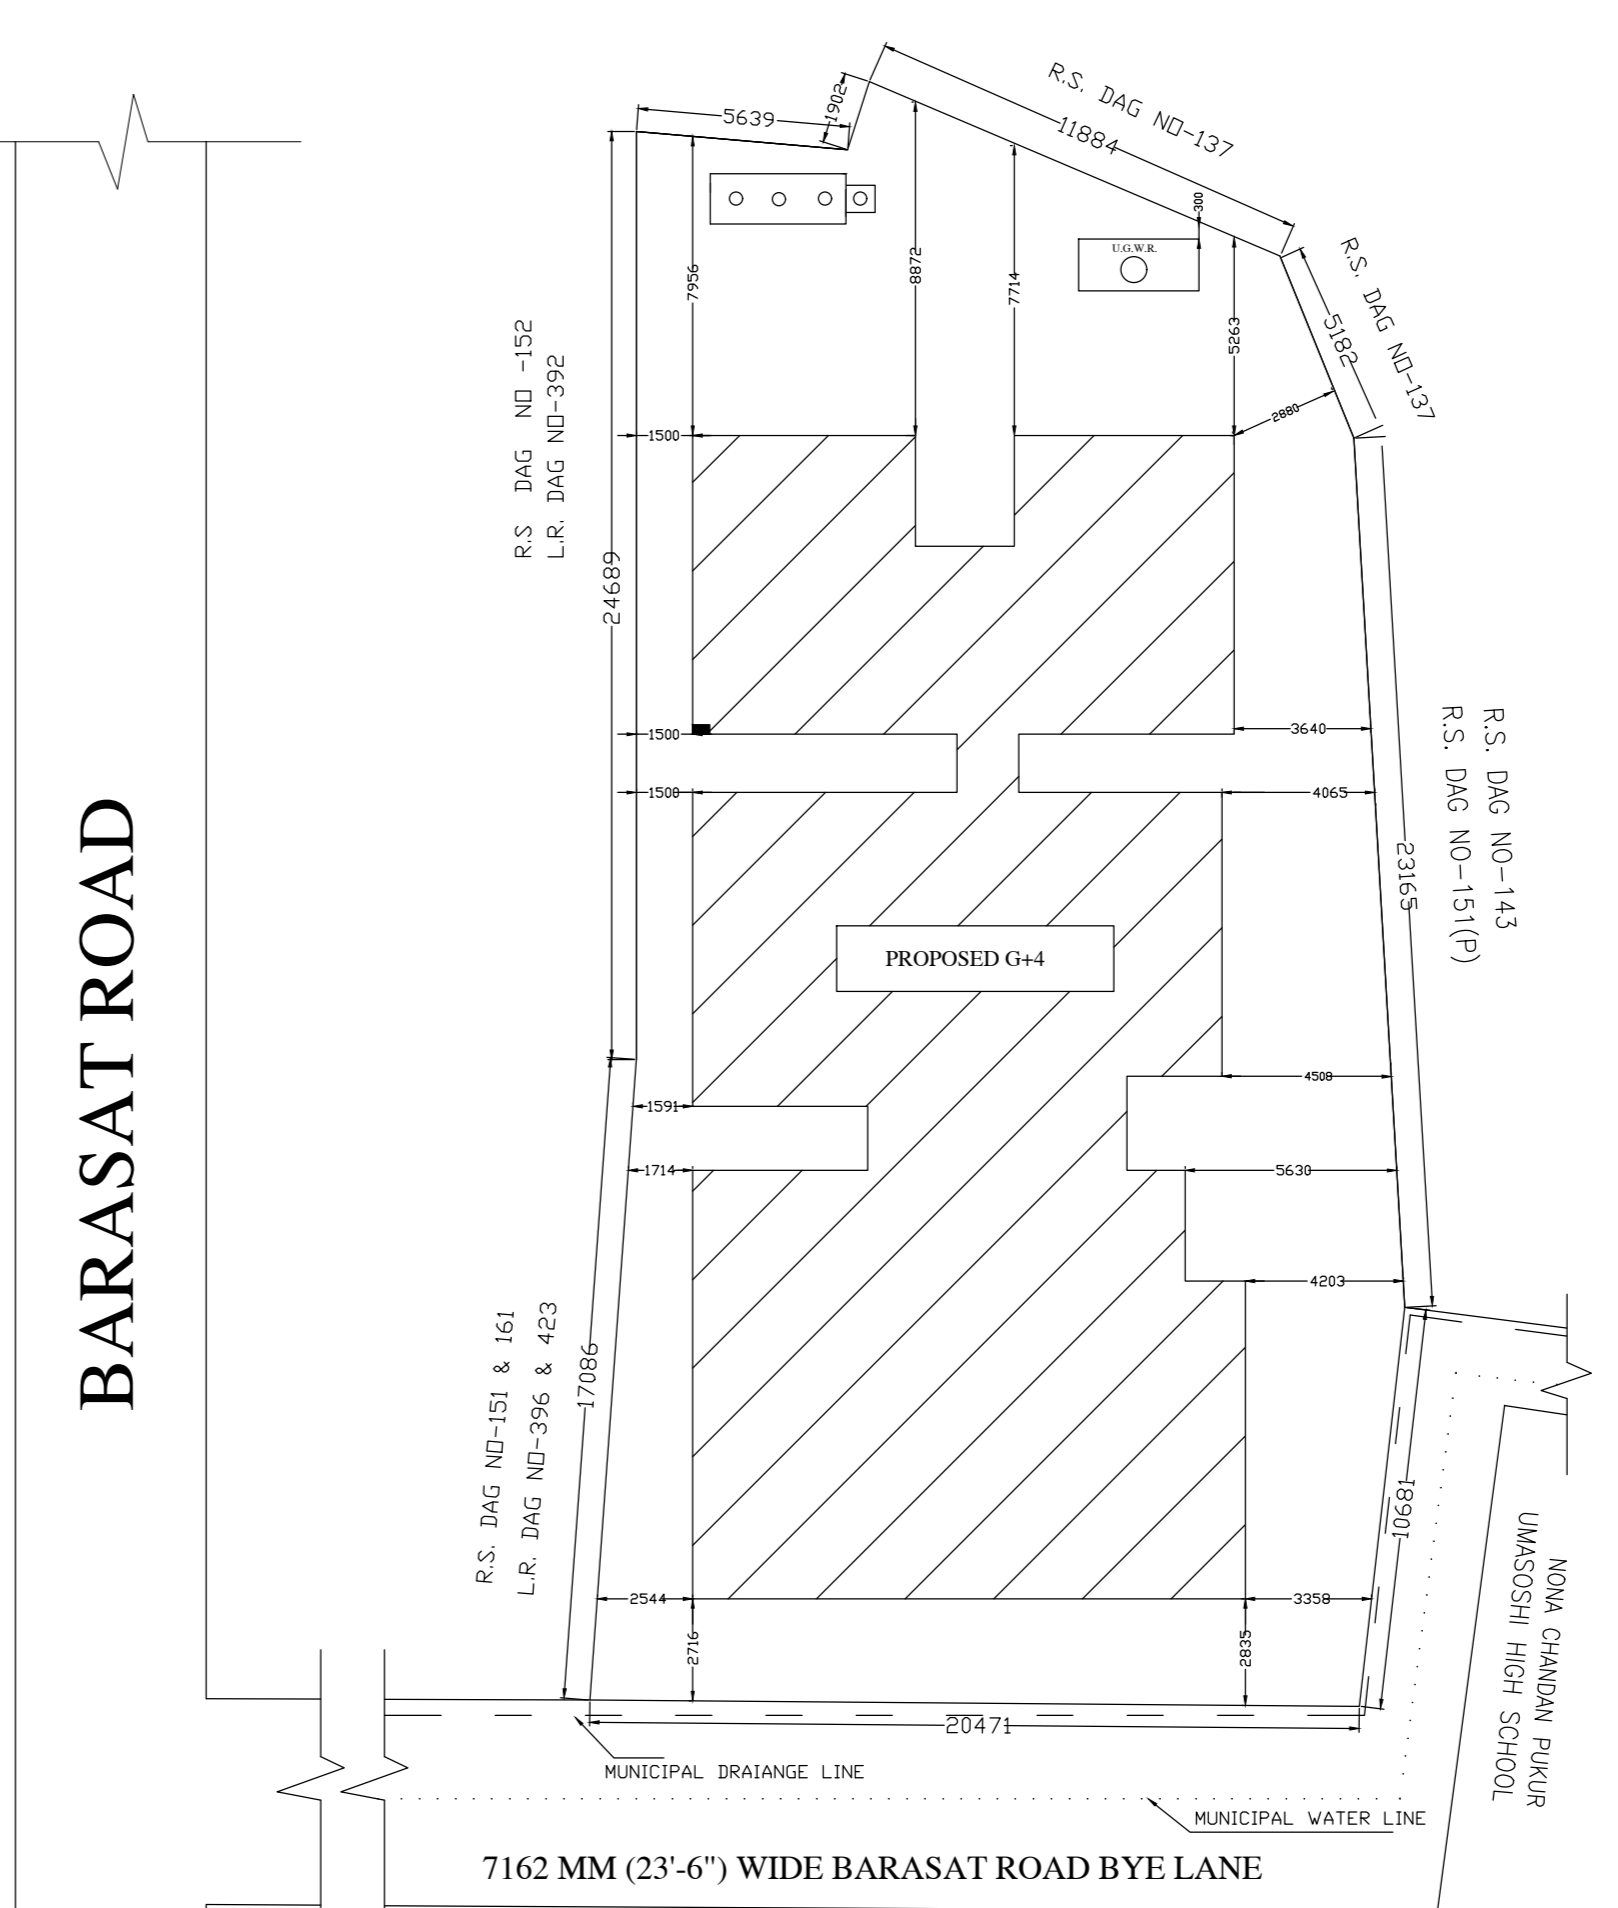 R.S. DAG NO-137
11884
1902
5639
300
U.G.W.R.
R.S. DAG NO-137
5182
7956
8872
7714
5263
2880
R.S DAG NO -152
L.R. DAG NO-392
1500
24689
1500
3640
1500
4065
R.S. DAG NO-143
R.S. DAG NO-151(P)
23165
BARASAT ROAD
PROPOSED G+4
4508
1591
1714
5630
4203
R.S. DAG NO-151 & 161
L.R. DAG NO-396 & 423
17086
10981
NONA CHANDAN PUKUR
UMASOSHI HIGH SCHOOL
2544
3358
2716
2835
20471
MUNICIPAL DRAIANGE LINE
MUNICIPAL WATER LINE
7162 MM (23'-6") WIDE BARASAT ROAD BYE LANE